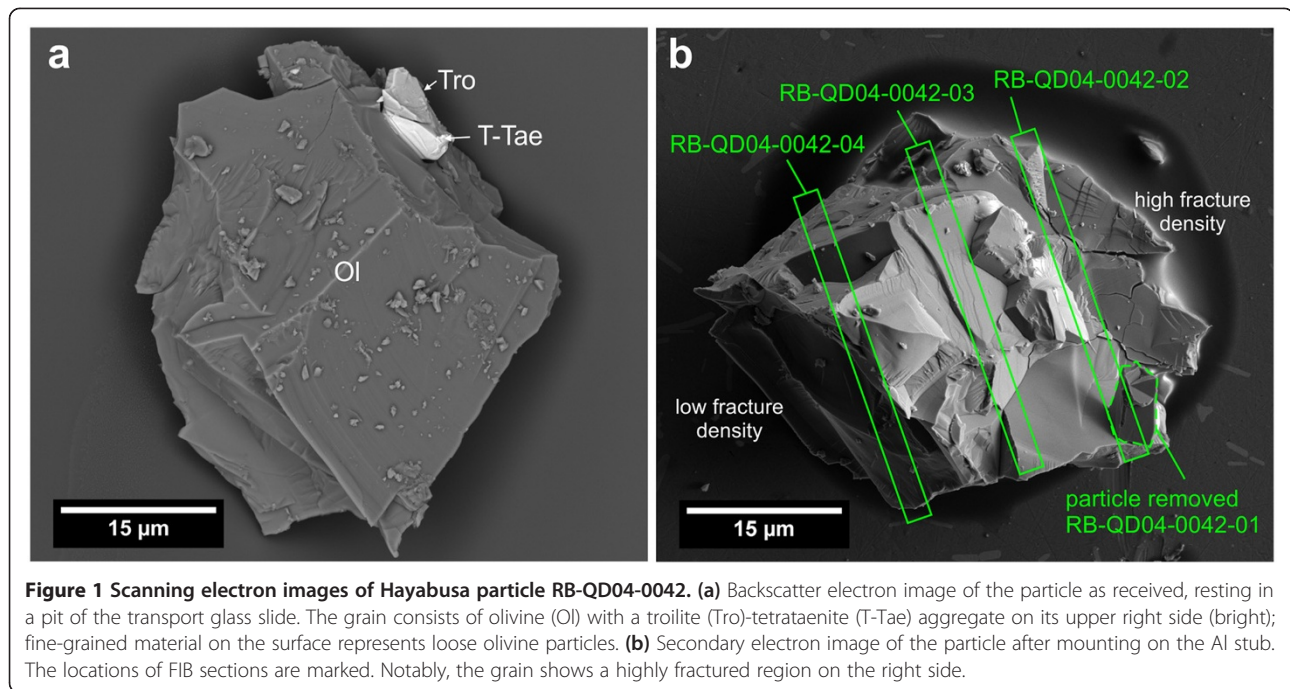 a
Tro
T-Tae
Ol
15 µm
b
RB-QD04-0042-02
RB-QD04-0042-03
RB-QD04-0042-04
high fracture
density
low fracture
density
15 µm
particle removed
RB-QD04-0042-01
Figure 1 Scanning electron images of Hayabusa particle RB-QD04-0042. (a) Backscatter electron image of the particle as received, resting in
a pit of the transport glass slide. The grain consists of olivine (Ol) with a troilite (Tro)-tetrataenite (T-Tae) aggregate on its upper right side (bright);
fine-grained material on the surface represents loose olivine particles. (b) Secondary electron image of the particle after mounting on the Al stub.
The locations of FIB sections are marked. Notably, the grain shows a highly fractured region on the right side.